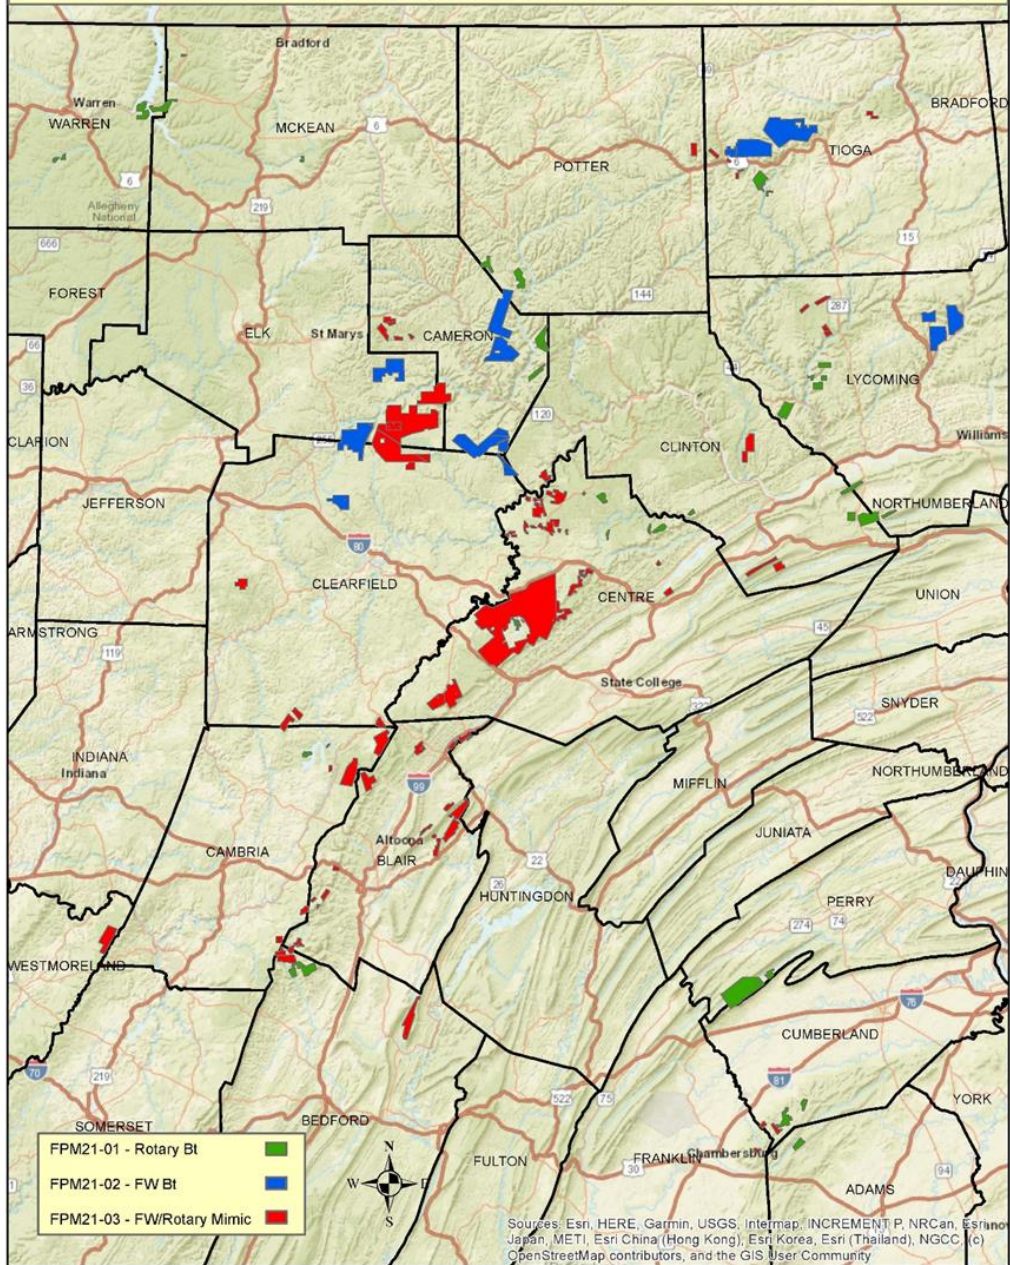 Bradford
Warren
WARREN
MCKEAN
6
POTTER
BRADFORD
TIOGA
6
6
Allegheny
National
219
15
666
FOREST
144
287
ELK
St Marys
CAMERON
66
36
LYCOMING
120
CLARION
CLINTON
Williams
JEFFERSON
NORTHUMBERLAND
80
CLEARFIELD
CENTRE
UNION
ARMSTRONG
119
45
State College
322
SNYDER
522
INDIANA
Indiana
99
MIFFLIN
NORTHUMBERLAND
Altoona
BLAIR
JUNIATA
CAMBRIA
22
26
HUNTINGDON
22
DAUPHIN
PERRY
274
74
WESTMORELAND
76
CUMBERLAND
70
219
81
522
75
YORK
SOMERSET
BEDFORD
FULTON
FRANKLIN
Chambersburg
30
94
ADAMS
FPM21-01 - Rotary Bt
FPM21-02 - FW Bt
FPM21-03 - FW/Rotary Mimic
N
W
E
S
Sources: Esri, HERE, Garmin, USGS, Intermap, INCREMENT P, NRCan, Esri
Japan, METI, Esri China (Hong Kong), Esri Korea, Esri (Thailand), NGCC, (c)
OpenStreetMap contributors, and the GIS User Community